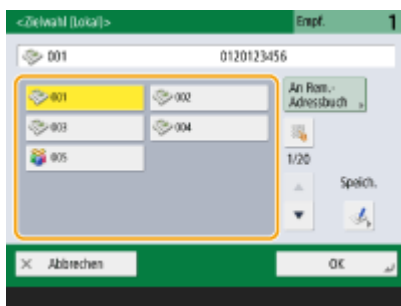 <Zielwahl (Lokal)> Empf. 1
001 0120123456
001 002
An Rem.-
Adressbuch
003 004
005
1/20
Speich.
Abbrechen OK